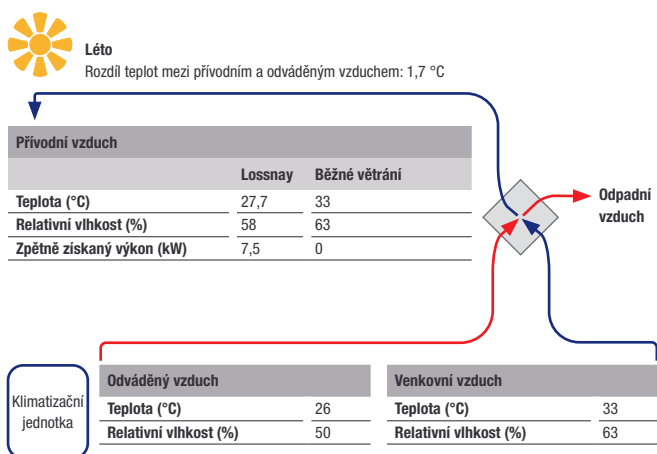 Léto
Rozdíl teplot mezi přívodním a odváděným vzduchem: 1,7 °C
Přívodní vzduch
Lossnay Běžné větrání
Teplota (°C) 27,7 33
Relativní vlhkost (%) 58 63
Zpětně získaný výkon (kW) 7,5 0
Odpadní
vzduch
Klimatizační
jednotka
Odváděný vzduch
Teplota (°C) 26
Relativní vlhkost (%) 50
Venkovní vzduch
Teplota (°C) 33
Relativní vlhkost (%) 63